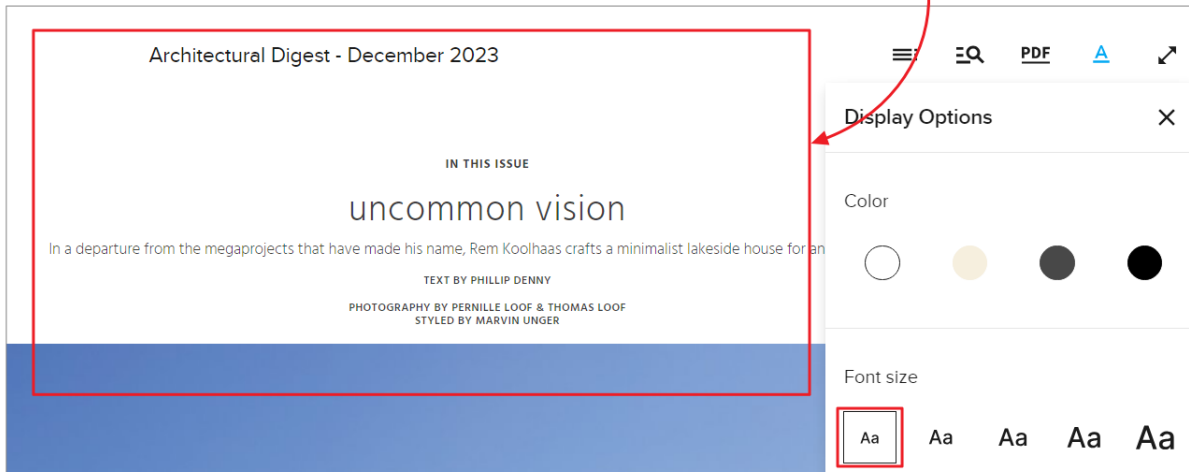 Architectural Digest - December 2023
PDF
A
Display Options
IN THIS ISSUE
uncommon vision
In a departure from the megaprojects that have made his name, Rem Koolhaas crafts a minimalist lakeside house for an
TEXT BY PHILLIP DENNY
PHOTOGRAPHY BY PERNILLE LOOF & THOMAS LOOF
STYLED BY MARVIN UNGER
Color
Font size
Aa Aa Aa Aa Aa